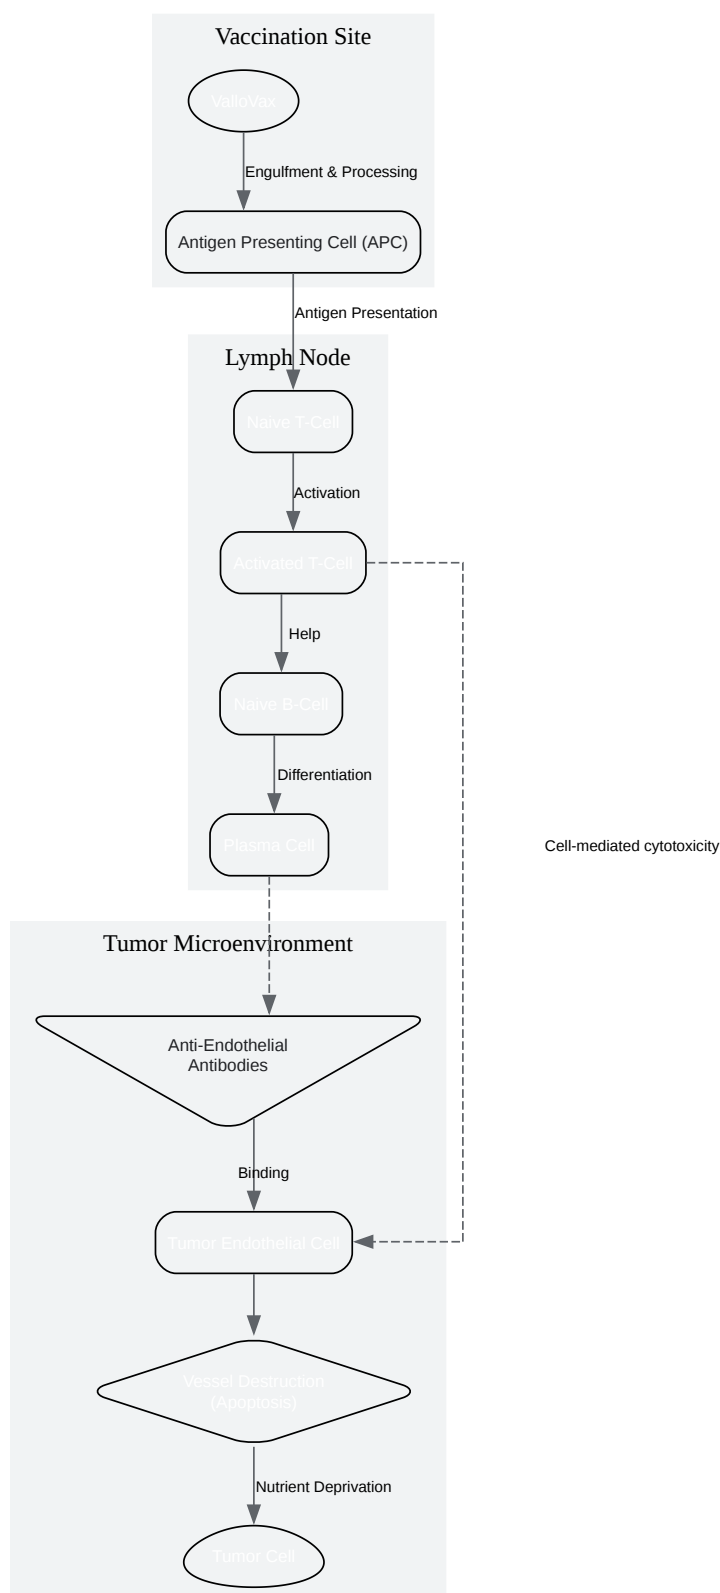 Vaccination Site
ValloVax
Engulfment & Processing
Antigen Presenting Cell (APC)
Antigen Presentation
Lymph Node
Naive T-Cell
Activation
Activated T-Cell
Help
Naive B-Cell
Differentiation
Plasma Cell
Cell-mediated cytotoxicity
Tumor Microenvironment
Anti-Endothelial
Antibodies
Binding
Tumor Endothelial Cell
Vessel Destruction
(Apoptosis)
Nutrient Deprivation
Tumor Cell